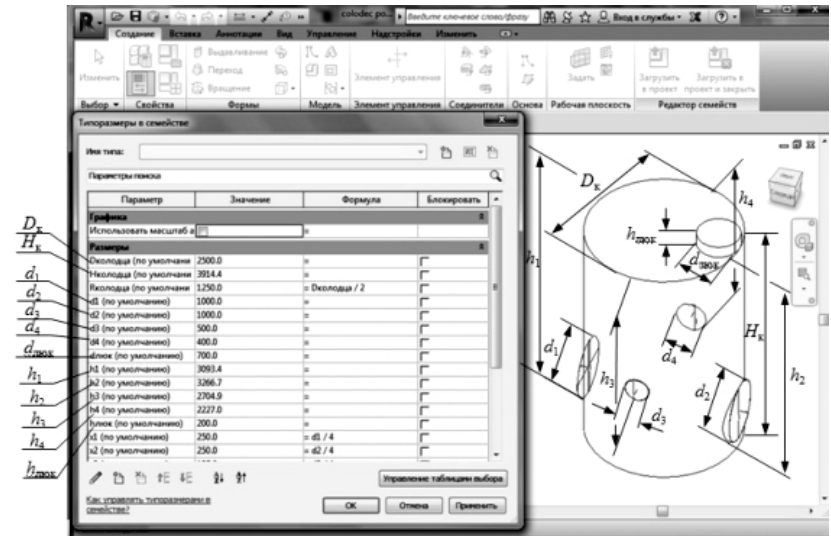 colodec po...
Введите ключевое слово/фразу
Вход в службы
Создание Вставка Аннотации Вид Управление Надстройки Изменить
Изменить
Выдавливание
Переход
Вращение
Элемент управления
Задать
Загрузить в проект
Загрузить в проект и закрыть
Выбор Свойства Формы Модель Элемент управления Соединители Основа Рабочая плоскость Редактор семейств
Типоразмеры в семействе
Имя типа:
Параметры поиска
Параметр Значение Формула Блокировать
Графика
Использовать масштаб а =
Размеры
Dколодца (по умолчани 2500.0 =
Hколодца (по умолчани 3914.4 =
Rколодца (по умолчани 1250.0 = Dколодца / 2
d1 (по умолчанию) 1000.0 =
d2 (по умолчанию) 1000.0 =
d3 (по умолчанию) 500.0 =
d4 (по умолчанию) 400.0 =
dлюк (по умолчанию) 700.0 =
h1 (по умолчанию) 3093.4 =
h2 (по умолчанию) 3266.7 =
h3 (по умолчанию) 2704.9 =
h4 (по умолчанию) 2227.0 =
hлюк (по умолчанию) 200.0 =
x1 (по умолчанию) 250.0 = d1 / 4
x2 (по умолчанию) 250.0 = d2 / 4
Управление таблицами выбора
Как управлять типоразмерами в семействе?
ОК Отмена Применить
Dк
Hк
d1
d2
d3
d4
dлюк
h1
h2
h3
h4
hлюк
Dк
h4
hлюк
dлюк
h1
Hк
d1
d4
h2
h3
d2
d3